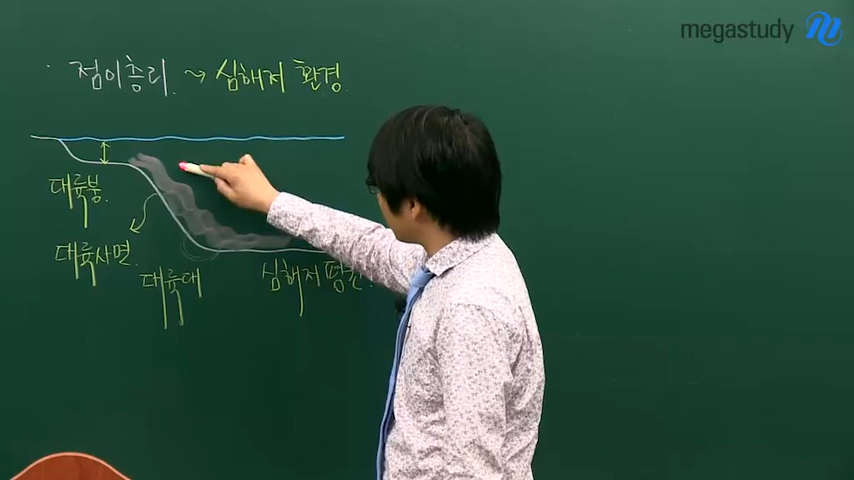 megastudy
점이층리. → 심해저 환경.
대륙붕.
대륙사면.
대륙대
심해저 평원.